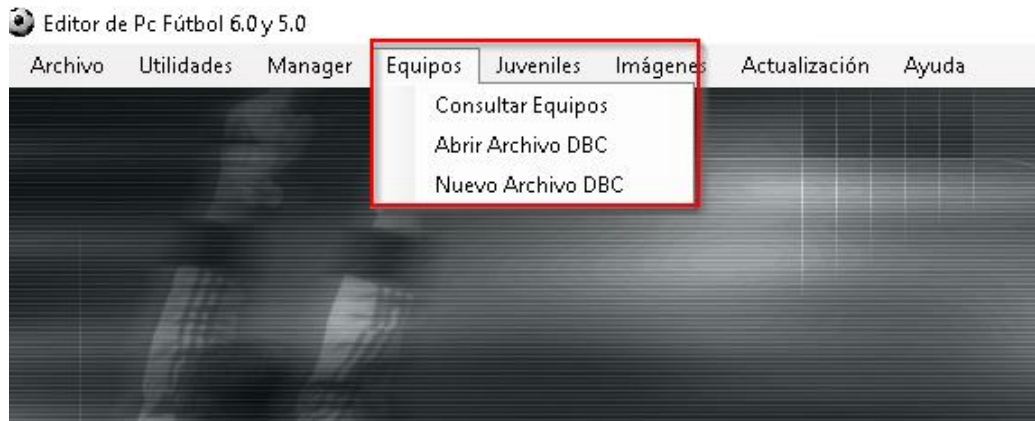 Editor de Pc Fútbol 6.0 y 5.0
Archivo Utilidades Manager Equipos Juveniles Imágenes Actualización Ayuda
Consultar Equipos
Abrir Archivo DBC
Nuevo Archivo DBC